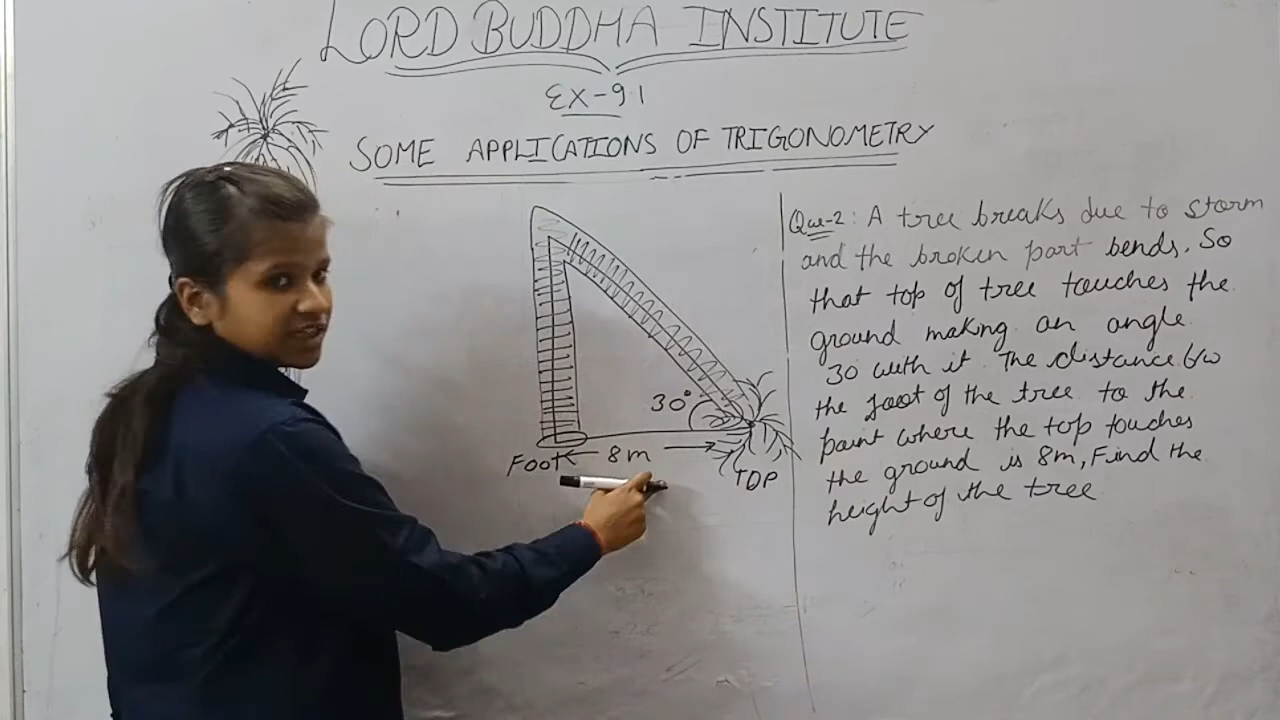 LORD BUDDHA INSTITUTE
EX-9.1
SOME APPLICATIONS OF TRIGONOMETRY
30°
FOOT
8m
TOP
Que-2: A tree breaks due to storm
and the broken part bends. So
that top of tree touches the
ground making an angle
30 with it. The distance b/w
the foot of the tree to the
point where the top touches
the ground is 8m, Find the
height of the tree